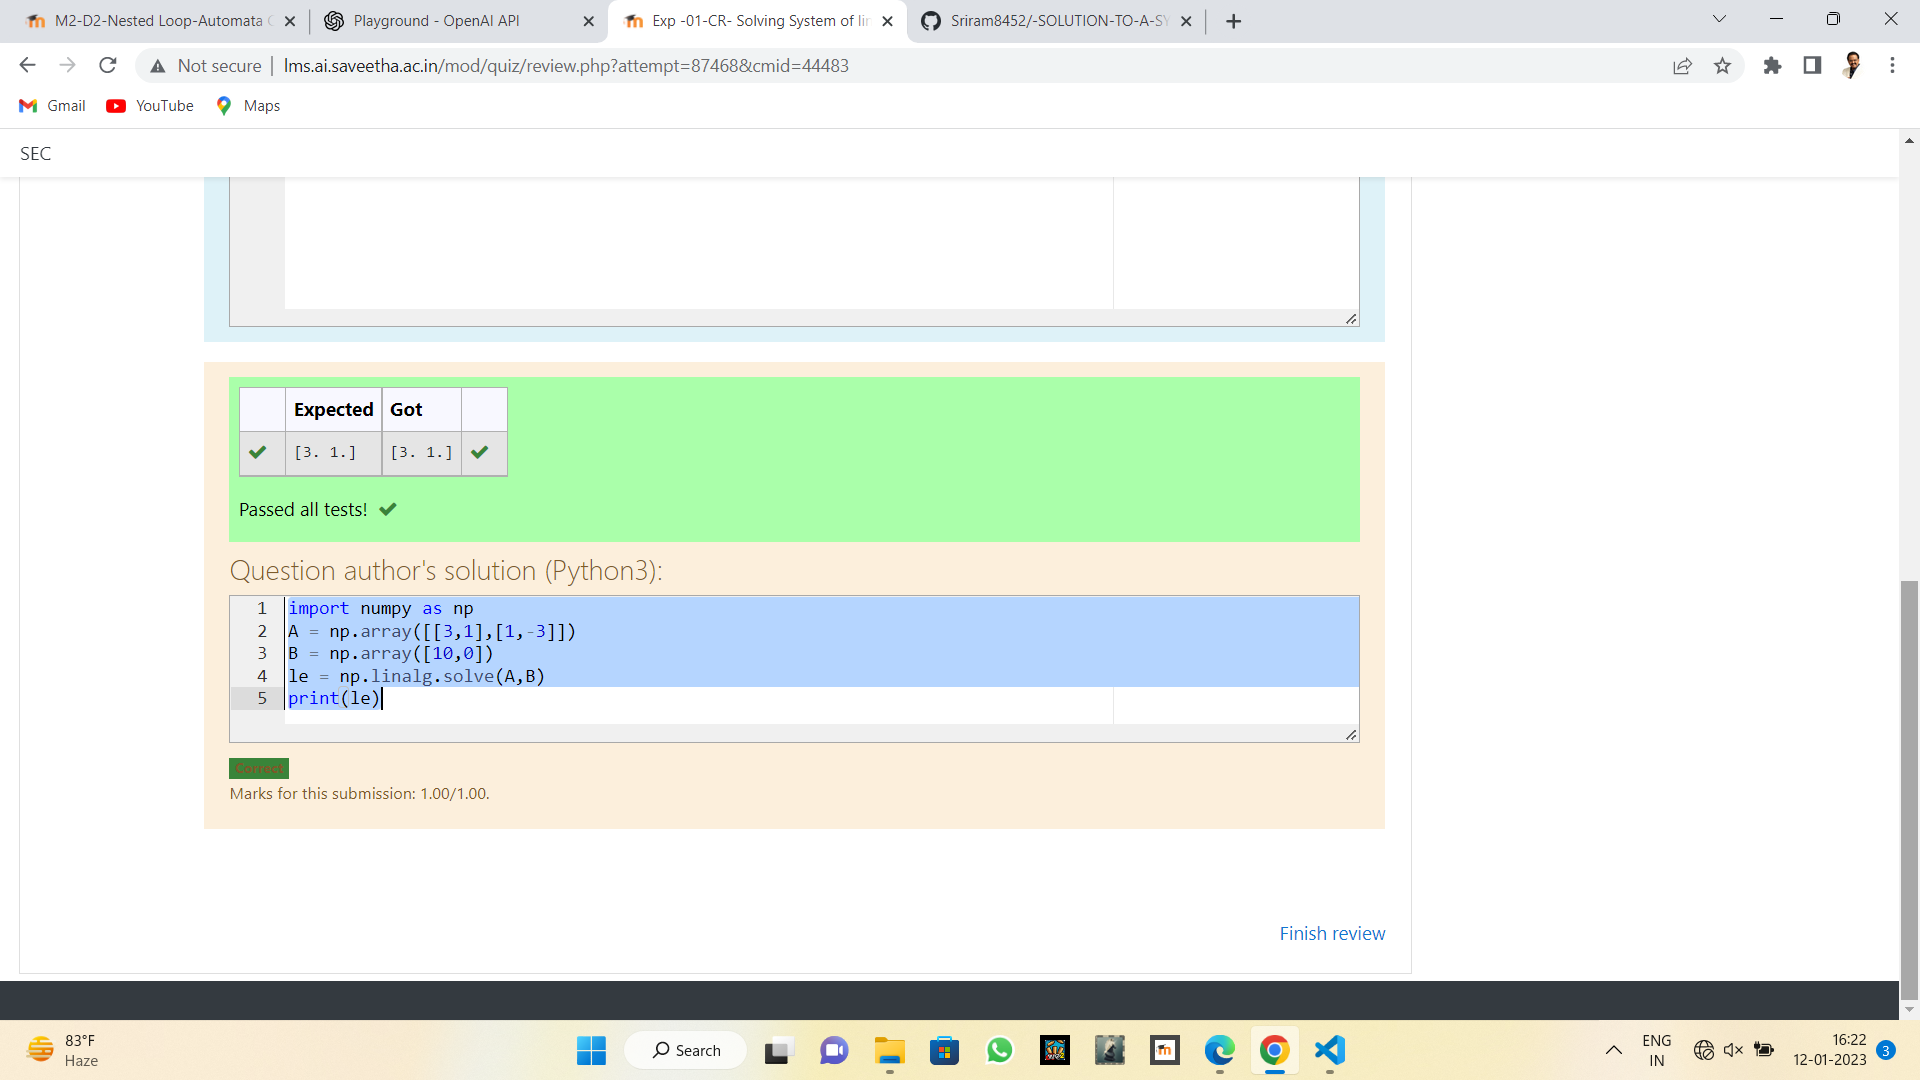 M2-D2-Nested Loop-Automata
Playground - OpenAI API
Exp -01-CR- Solving System of lin
Sriram8452/-SOLUTION-TO-A-SY
Not secure
lms.ai.saveetha.ac.in/mod/quiz/review.php?attempt=87468&cmid=44483
Gmail
YouTube
Maps
SEC
Expected Got
[3. 1.] [3. 1.]
Passed all tests!
Question author's solution (Python3):
1 import numpy as np
2 A = np.array([[3,1],[1,-3]])
3 B = np.array([10,0])
4 le = np.linalg.solve(A,B)
5 print(le)
Correct
Marks for this submission: 1.00/1.00.
Finish review
83°F
Haze
Search
ENG
IN
16:22
12-01-2023
3